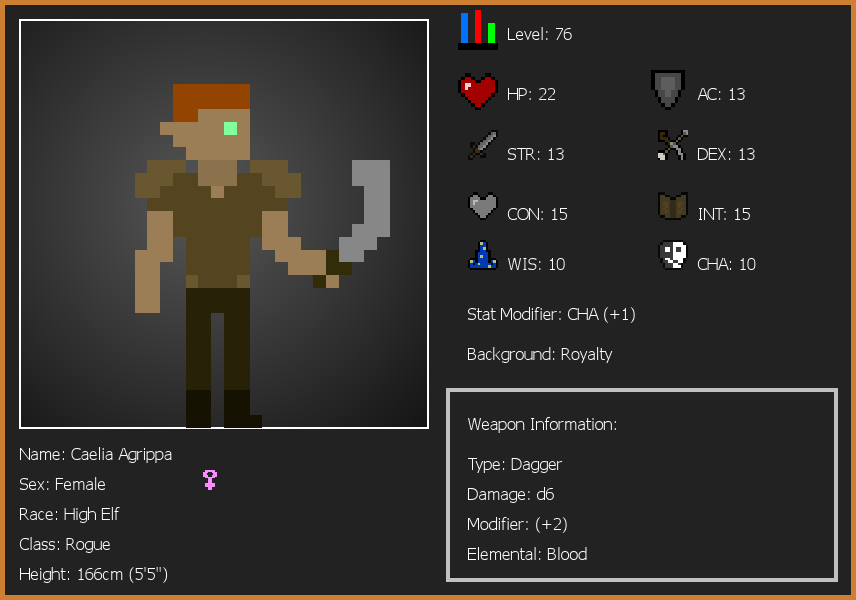 Level: 76
HP: 22
AC: 13
STR: 13
DEX: 13
CON: 15
INT: 15
WIS: 10
CHA: 10
Stat Modifier: CHA (+1)
Background: Royalty
Weapon Information:
Type: Dagger
Damage: d6
Modifier: (+2)
Elemental: Blood
Name: Caelia Agrippa
Sex: Female
Race: High Elf
Class: Rogue
Height: 166cm (5'5")